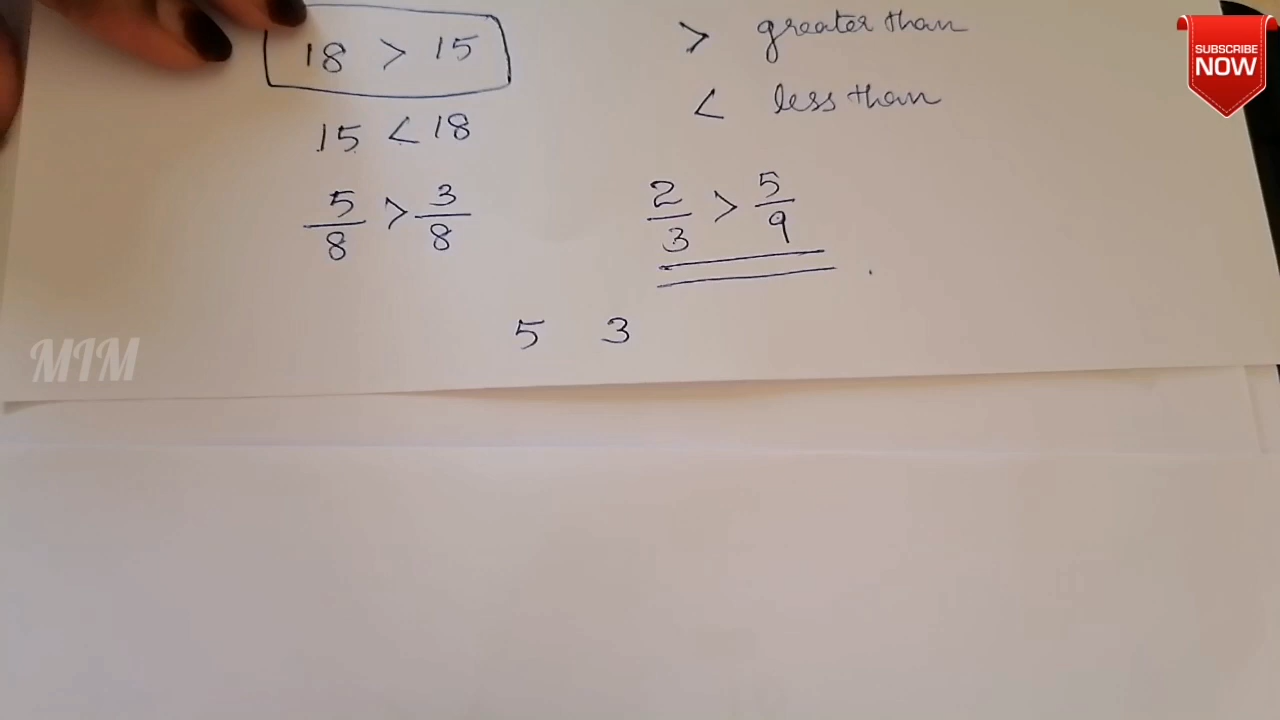 18 > 15
> greater than
< less than
15 < 18
5/8 > 3/8
2/3 > 5/9
5 3
SUBSCRIBE
NOW
MIM